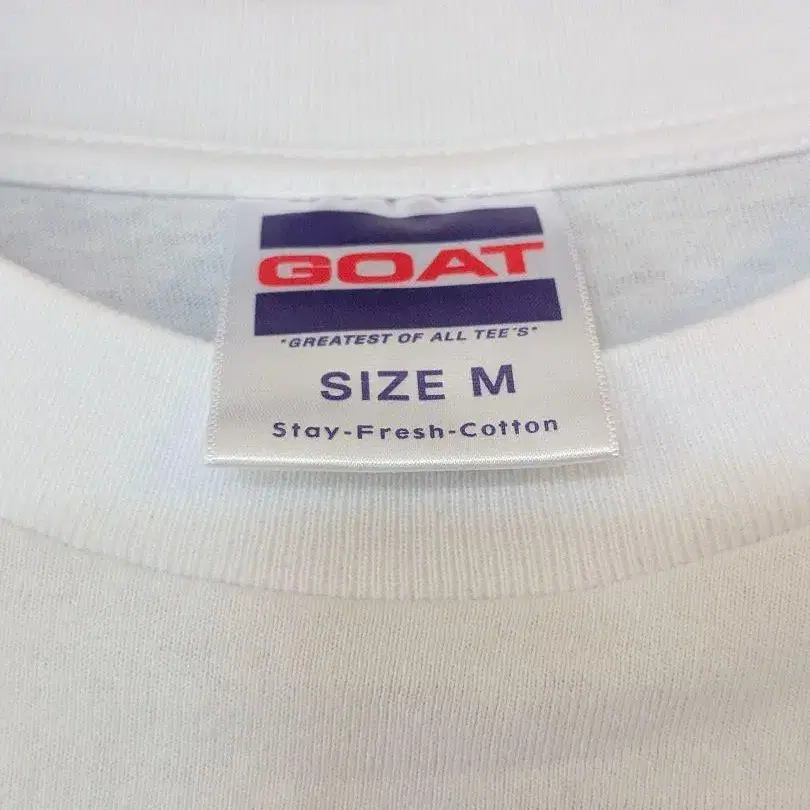 GOAT
"GREATEST OF ALL TEE'S"
SIZE M
Stay-Fresh-Cotton